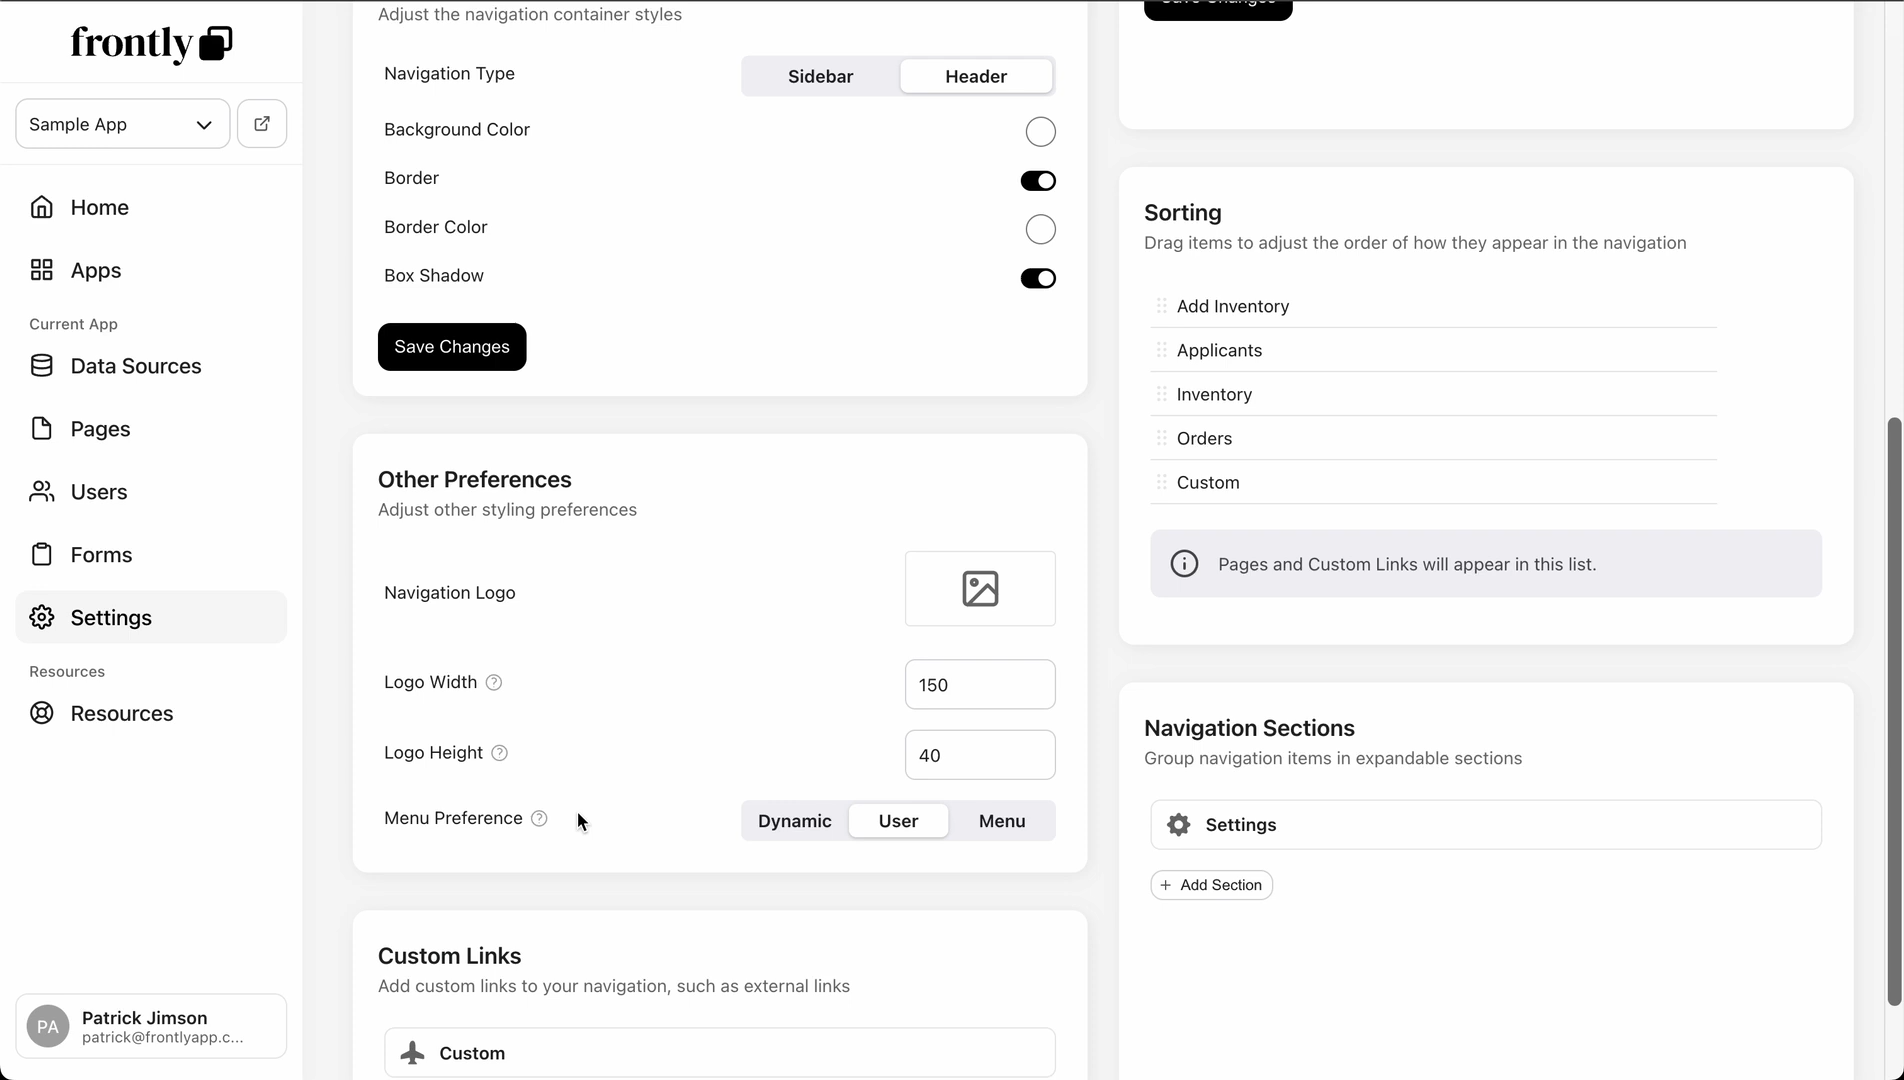 frontly
Sample App
Home
Apps
Current App
Data Sources
Pages
Users
Forms
Settings
Resources
Resources
PA
Patrick Jimson
patrick@frontlyapp.c...
Adjust the navigation container styles
Navigation Type
Sidebar
Header
Background Color
Border
Border Color
Box Shadow
Save Changes
Other Preferences
Adjust other styling preferences
Navigation Logo
Logo Width
150
Logo Height
40
Menu Preference
Dynamic
User
Menu
Custom Links
Add custom links to your navigation, such as external links
Custom
Save Changes
Sorting
Drag items to adjust the order of how they appear in the navigation
Add Inventory
Applicants
Inventory
Orders
Custom
Pages and Custom Links will appear in this list.
Navigation Sections
Group navigation items in expandable sections
Settings
+ Add Section